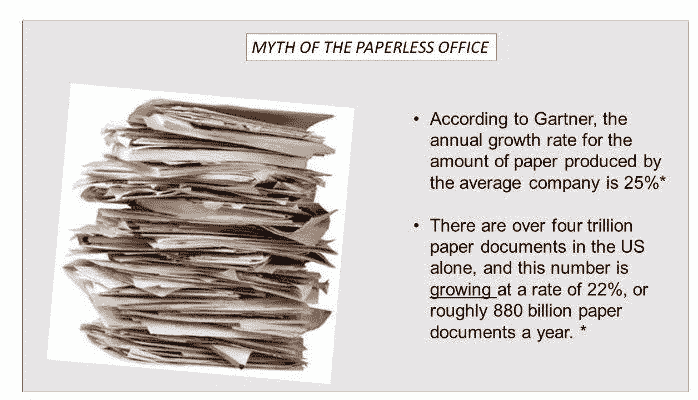 MYTH OF THE PAPERLESS OFFICE
• According to Gartner, the
annual growth rate for the
amount of paper produced by
the average company is 25%*
• There are over four trillion
paper documents in the US
alone, and this number is
growing at a rate of 22%, or
roughly 880 billion paper
documents a year. *